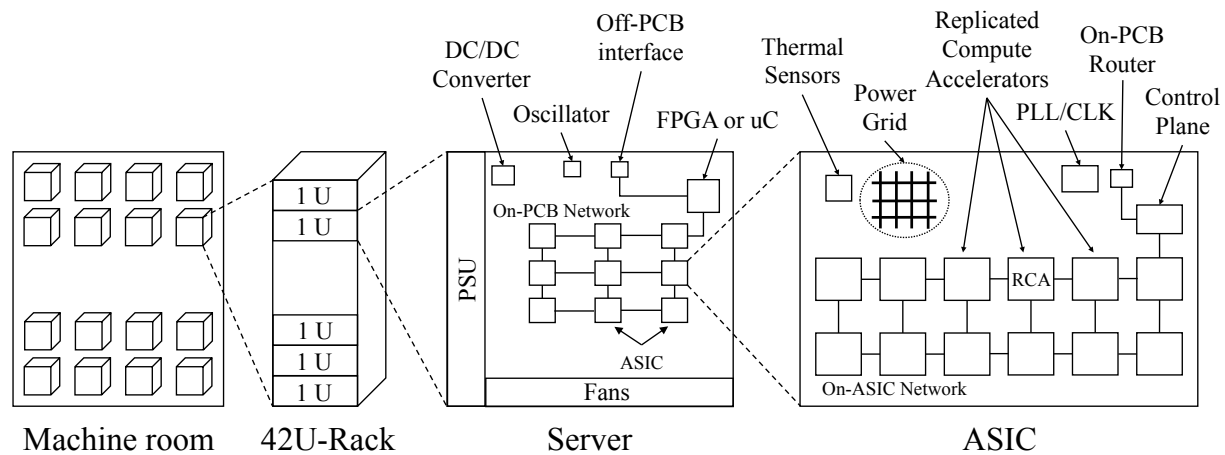 DC/DC
Converter
Oscillator
Off-PCB
interface
FPGA or uC
Thermal
Sensors
Power
Grid
Replicated
Compute
Accelerators
PLL/CLK
On-PCB
Router
Control
Plane
1 U
1 U
1 U
1 U
1 U
PSU
On-PCB Network
ASIC
Fans
RCA
On-ASIC Network
Machine room
42U-Rack
Server
ASIC